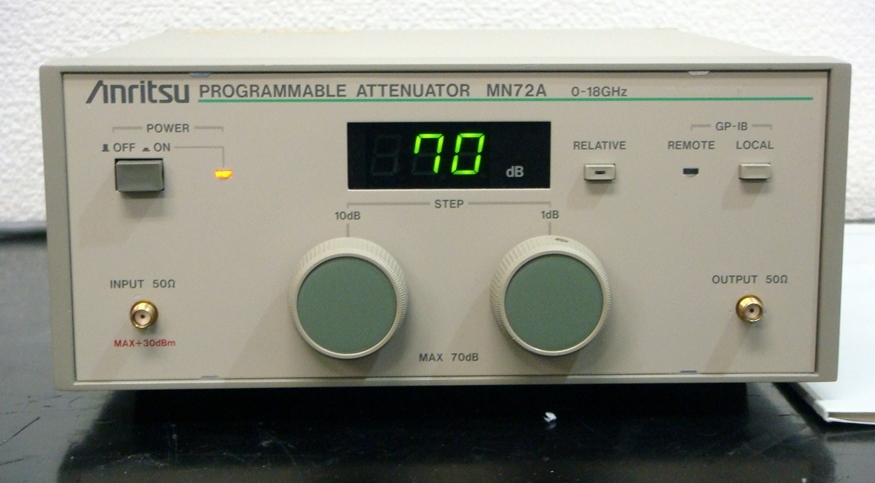 Anritsu PROGRAMMABLE ATTENUATOR MN72A 0-18GHz
POWER
OFF ON
70
dB
RELATIVE
GP-IB
REMOTE LOCAL
STEP
10dB 1dB
INPUT 50Ω
MAX+30dBm
OUTPUT 50Ω
MAX 70dB